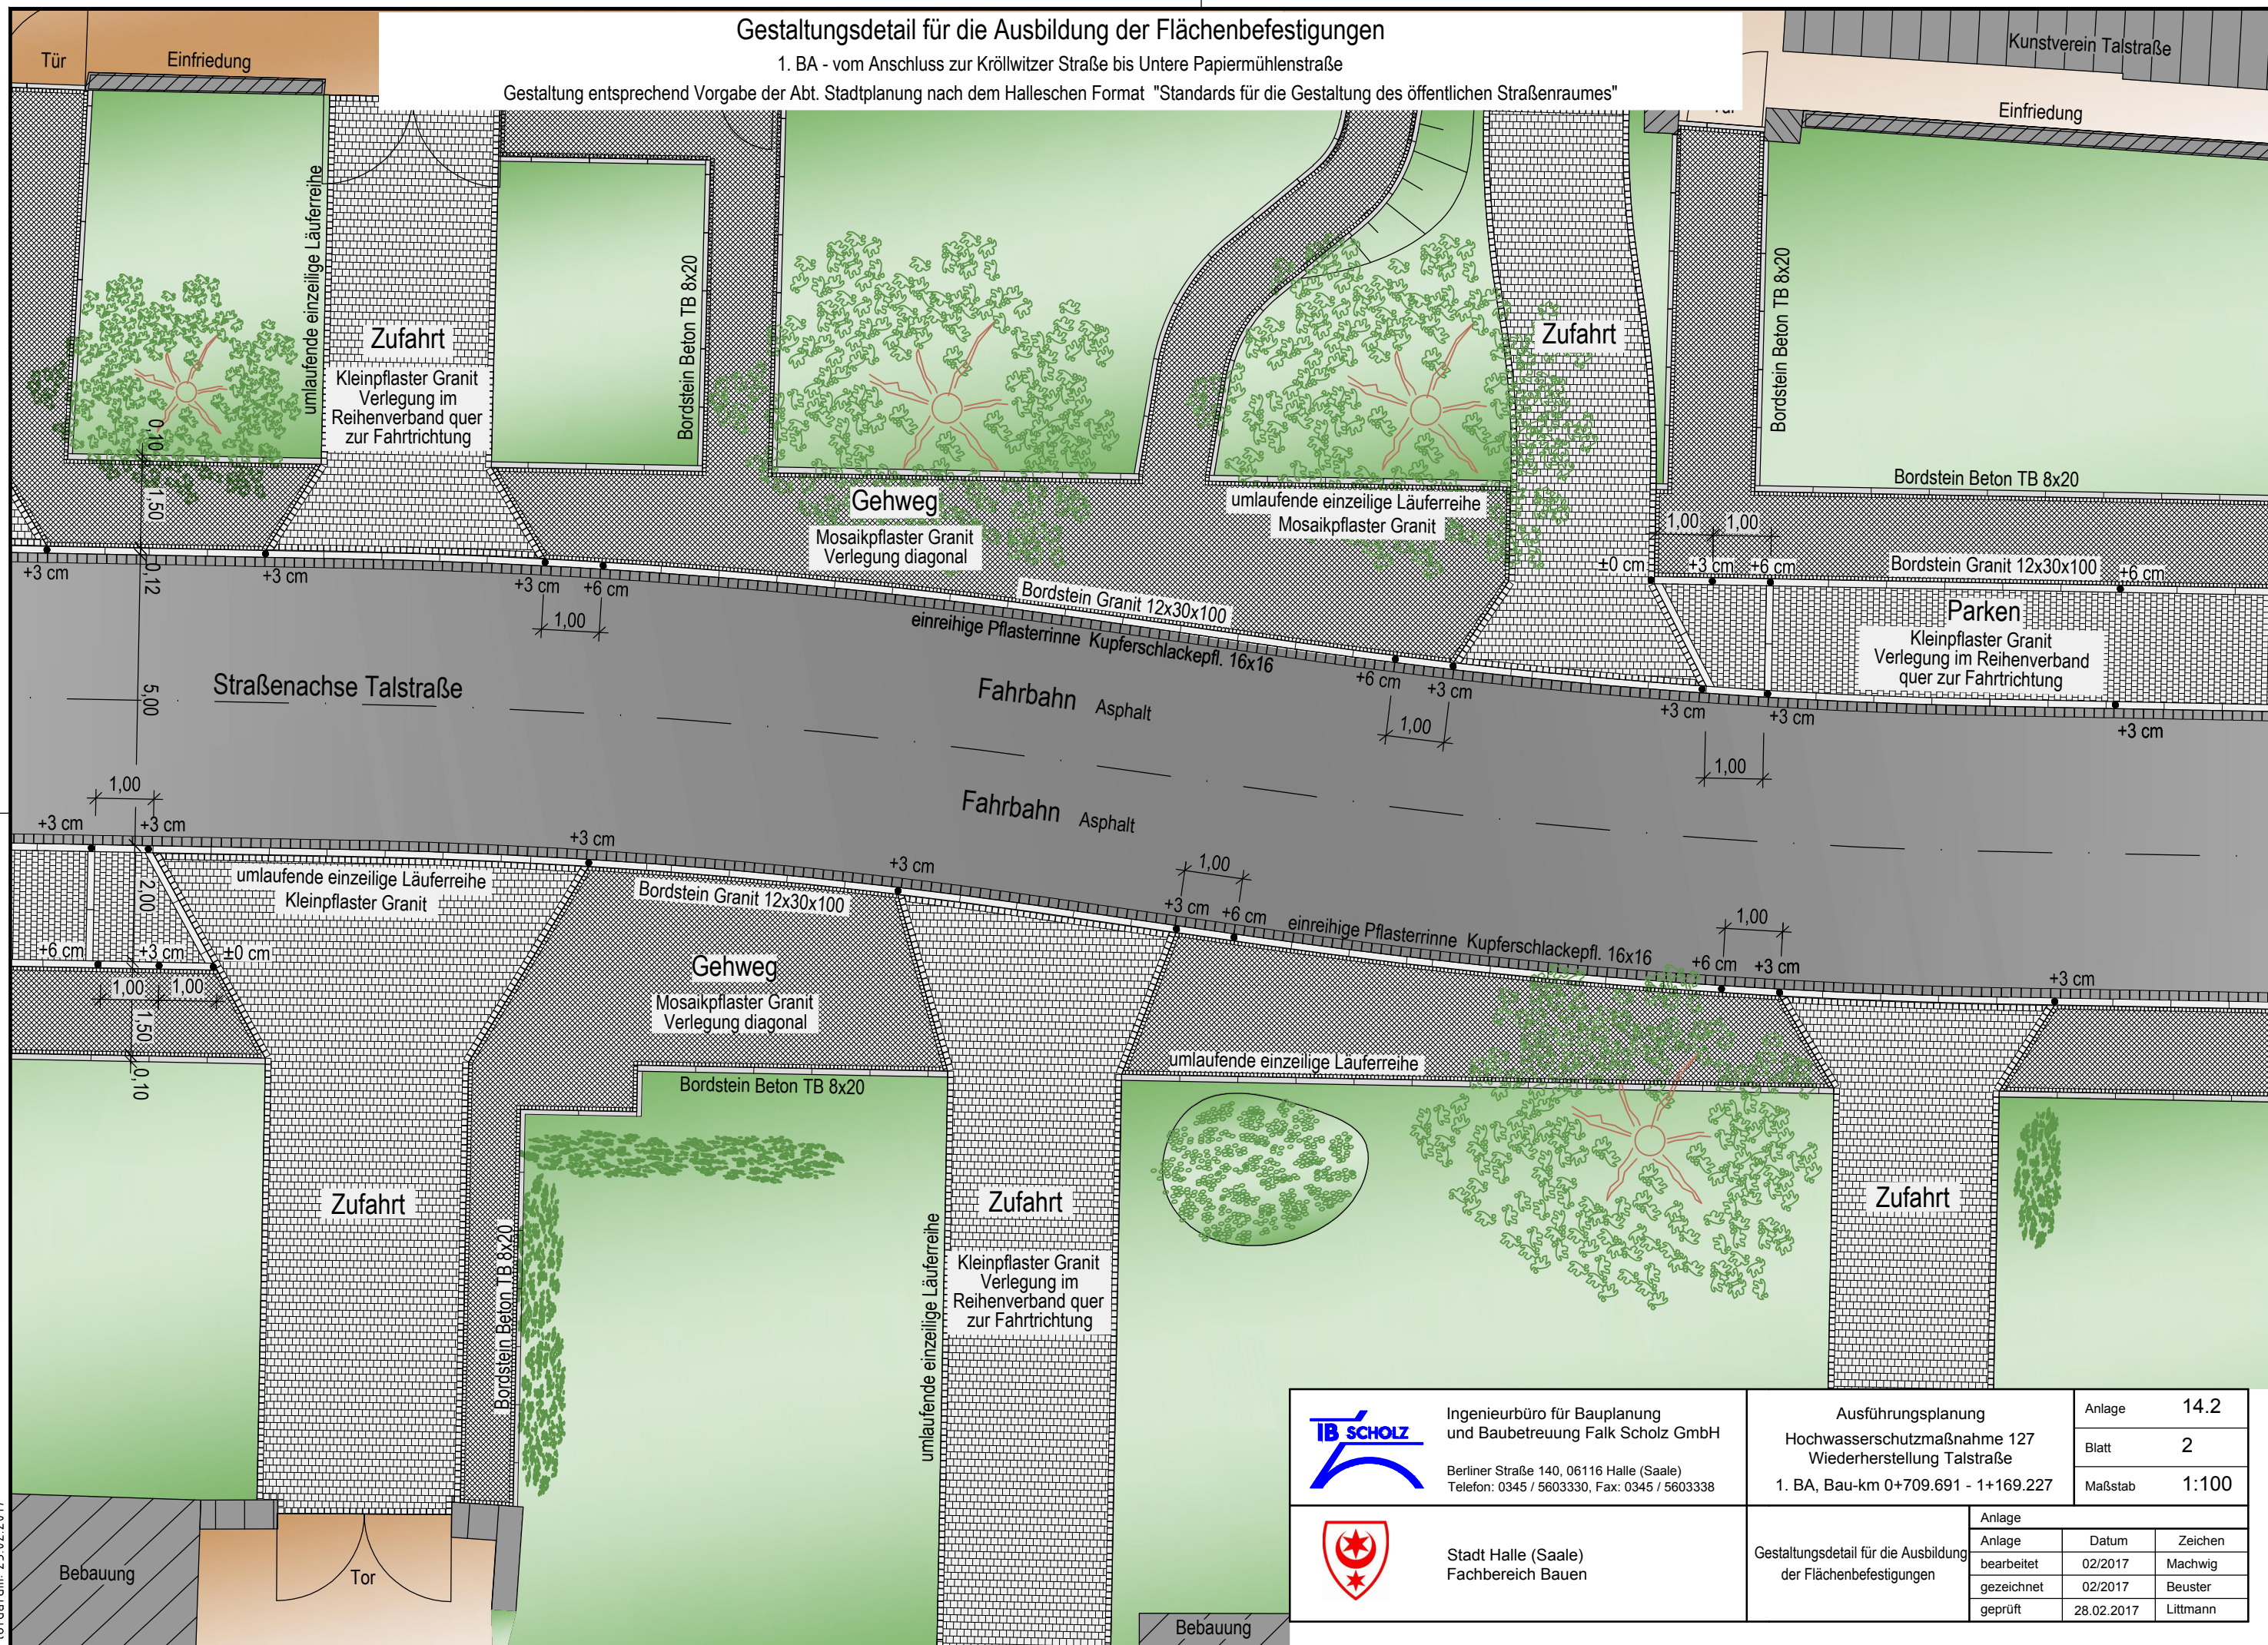 Gestaltungsdetail für die Ausbildung der Flächenbefestigungen
1. BA - vom Anschluss zur Kröllwitzer Straße bis Untere Papiermühlenstraße
Gestaltung entsprechend Vorgabe der Abt. Stadtplanung nach dem Halleschen Format "Standards für die Gestaltung des öffentlichen Straßenraumes"
Tür
Einfriedung
Kunstverein Talstraße
Einfriedung
umlaufende einzeilige Läuferreihe
Bordstein Beton TB 8x20
Bordstein Beton TB 8x20
Zufahrt
Kleinpflaster Granit
Verlegung im
Reihenverband quer
zur Fahrtrichtung
Zufahrt
0,10
1,50
0,12
5,00
Gehweg
Mosaikpflaster Granit
Verlegung diagonal
umlaufende einzeilige Läuferreihe
Mosaikpflaster Granit
Bordstein Beton TB 8x20
1,00
1,00
±0 cm
+3 cm
+6 cm
Bordstein Granit 12x30x100
+6 cm
+3 cm
+3 cm
+3 cm
+6 cm
1,00
Bordstein Granit 12x30x100
einreihige Pflasterrinne Kupferschlackepfl. 16x16
Parken
Kleinpflaster Granit
Verlegung im Reihenverband
quer zur Fahrtrichtung
+6 cm
+3 cm
1,00
+3 cm
+3 cm
+3 cm
1,00
Straßenachse Talstraße
Fahrbahn Asphalt
Fahrbahn Asphalt
1,00
+3 cm
+3 cm
+3 cm
+3 cm
1,00
+3 cm
+6 cm
einreihige Pflasterrinne Kupferschlackepfl. 16x16
1,00
+6 cm
+3 cm
+3 cm
umlaufende einzeilige Läuferreihe
Kleinpflaster Granit
Bordstein Granit 12x30x100
2,00
+6 cm
+3 cm
±0 cm
1,00
1,00
1,50
0,10
Gehweg
Mosaikpflaster Granit
Verlegung diagonal
umlaufende einzeilige Läuferreihe
Bordstein Beton TB 8x20
Zufahrt
Bordstein Beton TB 8x20
umlaufende einzeilige Läuferreihe
Zufahrt
Kleinpflaster Granit
Verlegung im
Reihenverband quer
zur Fahrtrichtung
Zufahrt
Bebauung
Tor
Bebauung
IB SCHOLZ
Ingenieurbüro für Bauplanung
und Baubetreuung Falk Scholz GmbH
Berliner Straße 140, 06116 Halle (Saale)
Telefon: 0345 / 5603330, Fax: 0345 / 5603338
Ausführungsplanung
Hochwasserschutzmaßnahme 127
Wiederherstellung Talstraße
1. BA, Bau-km 0+709.691 - 1+169.227
Anlage 14.2
Blatt 2
Maßstab 1:100
Stadt Halle (Saale)
Fachbereich Bauen
Gestaltungsdetail für die Ausbildung
der Flächenbefestigungen
Anlage
Anlage Datum Zeichen
bearbeitet 02/2017 Machwig
gezeichnet 02/2017 Beuster
geprüft 28.02.2017 Littmann